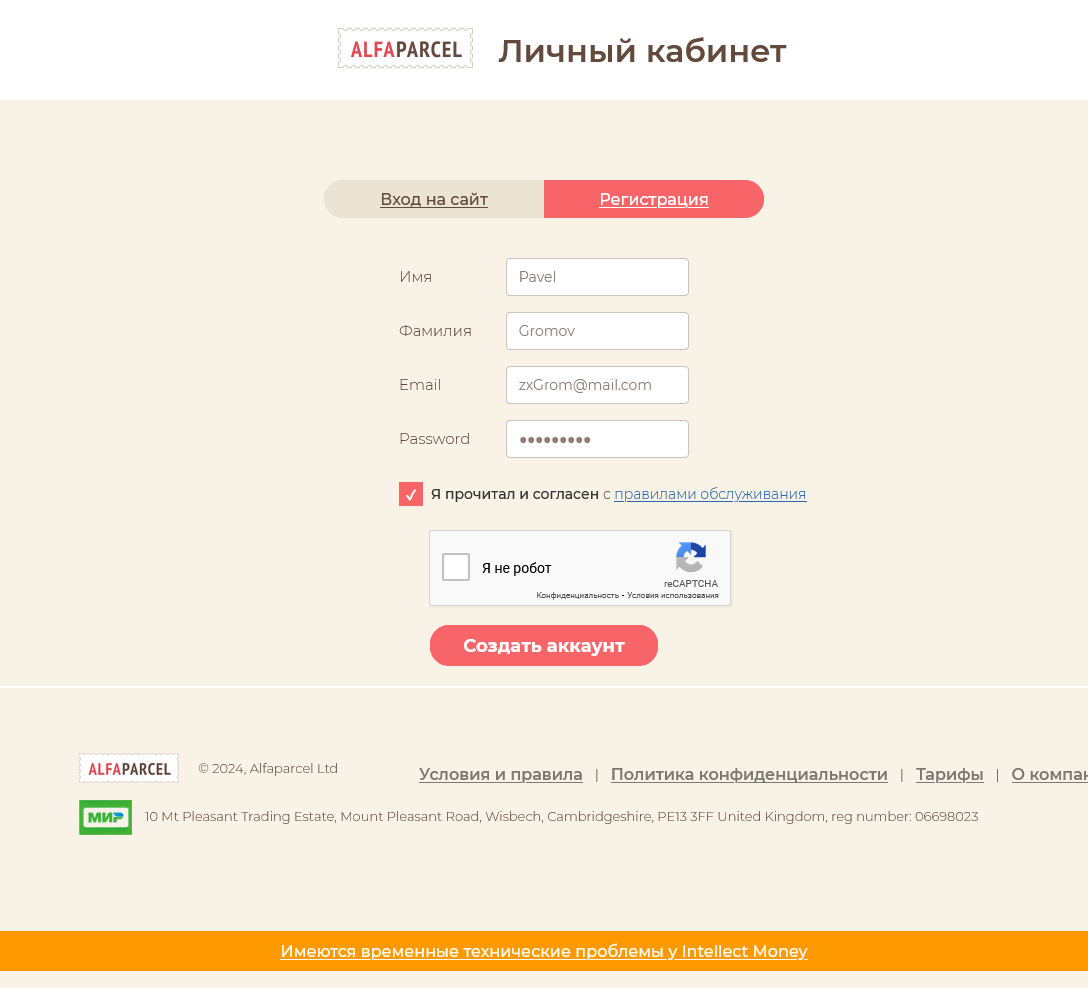 ALFAPARCEL Личный кабинет
Вход на сайт Регистрация
Имя Pavel
Фамилия Gromov
Email zxGrom@mail.com
Password ●●●●●●●●●
Я прочитал и согласен с правилами обслуживания
Я не робот
reCAPTCHA
Конфиденциальность - Условия использования
Создать аккаунт
ALFAPARCEL © 2024, Alfaparcel Ltd
Условия и правила | Политика конфиденциальности | Тарифы | О компан
МИР 10 Mt Pleasant Trading Estate, Mount Pleasant Road, Wisbech, Cambridgeshire, PE13 3FF United Kingdom, reg number: 06698023
Имеются временные технические проблемы у Intellect Money